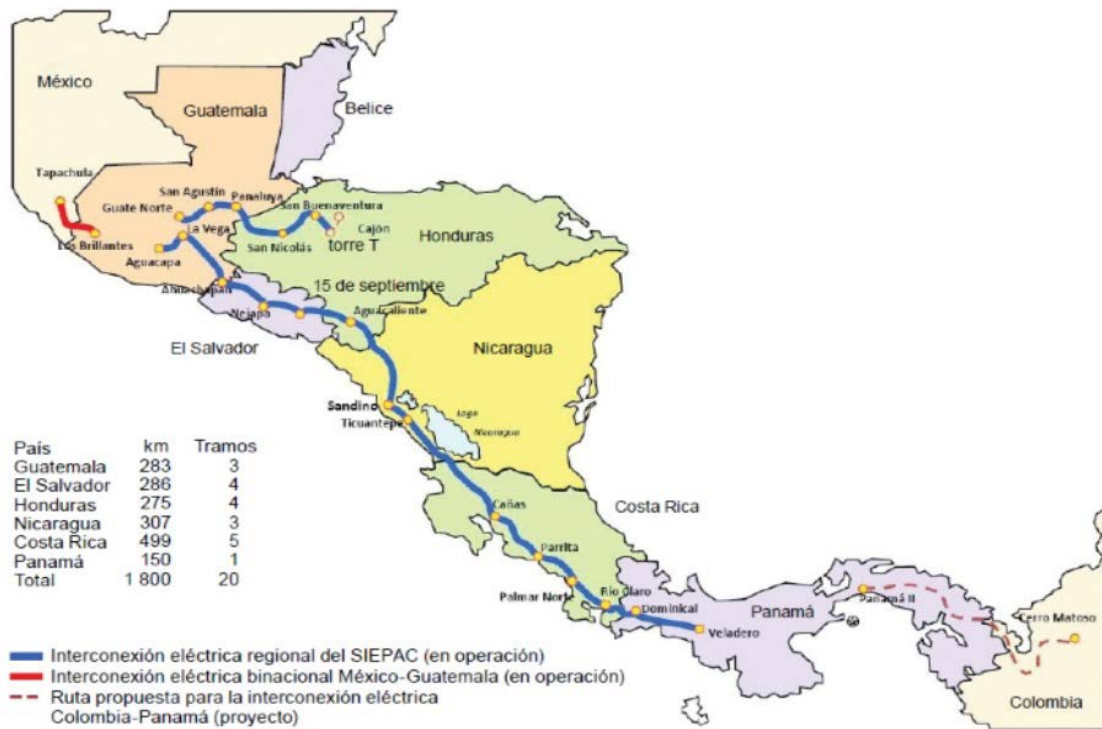 México
Guatemala
Belice
Tapachula
San Agustín
Panaluya
Guate Norte
San Buenaventura
La Vega
Cajón
Los Brillantes
San Nicolás
torre T
Honduras
Aguacapa
Ahuachapán
15 de septiembre
Nejapa
Aguacaliente
El Salvador
Nicaragua
Sandino
Lago
Nicaragua
Ticuantepe
País km Tramos
Guatemala 283 3
El Salvador 286 4
Honduras 275 4
Nicaragua 307 3
Costa Rica 499 5
Panamá 150 1
Total 1 800 20
Cañas
Costa Rica
Parrita
Palmar Norte
Río Claro
Dominical
Panamá
Panamá II
Veladero
Cerro Matoso
Colombia
Interconexión eléctrica regional del SIEPAC (en operación)
Interconexión eléctrica binacional México-Guatemala (en operación)
Ruta propuesta para la interconexión eléctrica
Colombia-Panamá (proyecto)